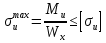 σ_u^{max} = M_u / W_x ≤ [σ_u]